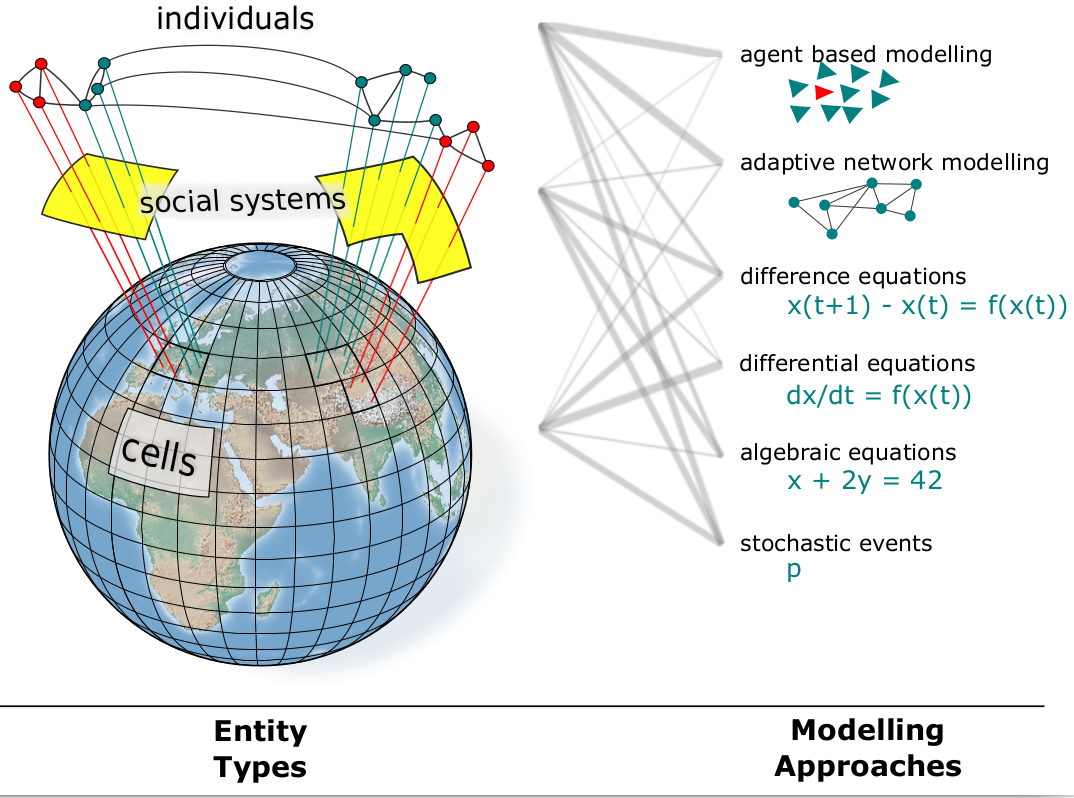 individuals
social systems
cells
agent based modelling
adaptive network modelling
difference equations
x(t+1) - x(t) = f(x(t))
differential equations
dx/dt = f(x(t))
algebraic equations
x + 2y = 42
stochastic events
p
Entity
Types
Modelling
Approaches